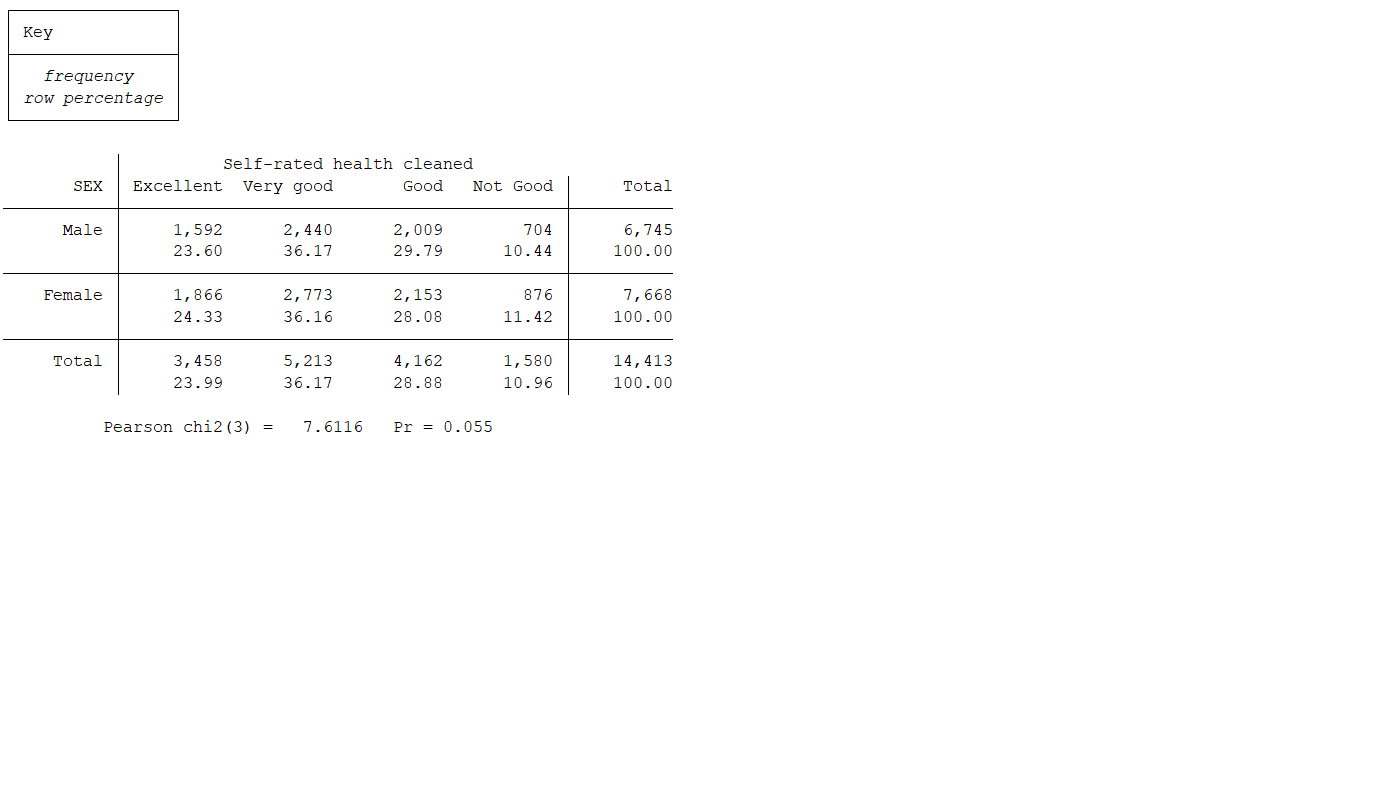 Key
frequency
row percentage
Self-rated health cleaned
SEX Excellent Very good Good Not Good Total
Male 1,592 2,440 2,009 704 6,745
23.60 36.17 29.79 10.44 100.00
Female 1,866 2,773 2,153 876 7,668
24.33 36.16 28.08 11.42 100.00
Total 3,458 5,213 4,162 1,580 14,413
23.99 36.17 28.88 10.96 100.00
Pearson chi2(3) = 7.6116 Pr = 0.055